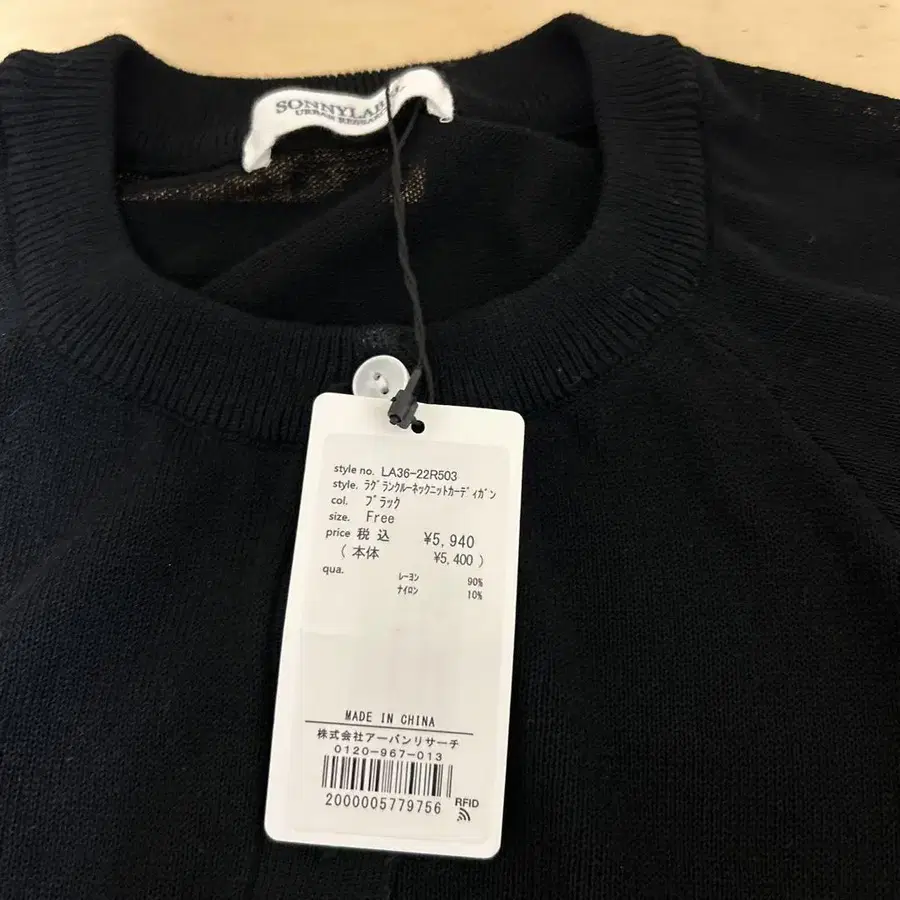 SONNYLABEL
URBAN RESEARCH
style no. LA36-22R503
style. ﾗｸﾞﾗﾝｸﾙｰﾈｯｸﾆｯﾄｶｰﾃﾞｨｶﾞﾝ
col. ﾌﾞﾗｯｸ
size. Free
price 税込 ¥5,940
(本体 ¥5,400)
qua. ﾚｰﾖﾝ 90%
ﾅｲﾛﾝ 10%
MADE IN CHINA
株式会社アーバンリサーチ
0120-967-013
2000005779756
RFID